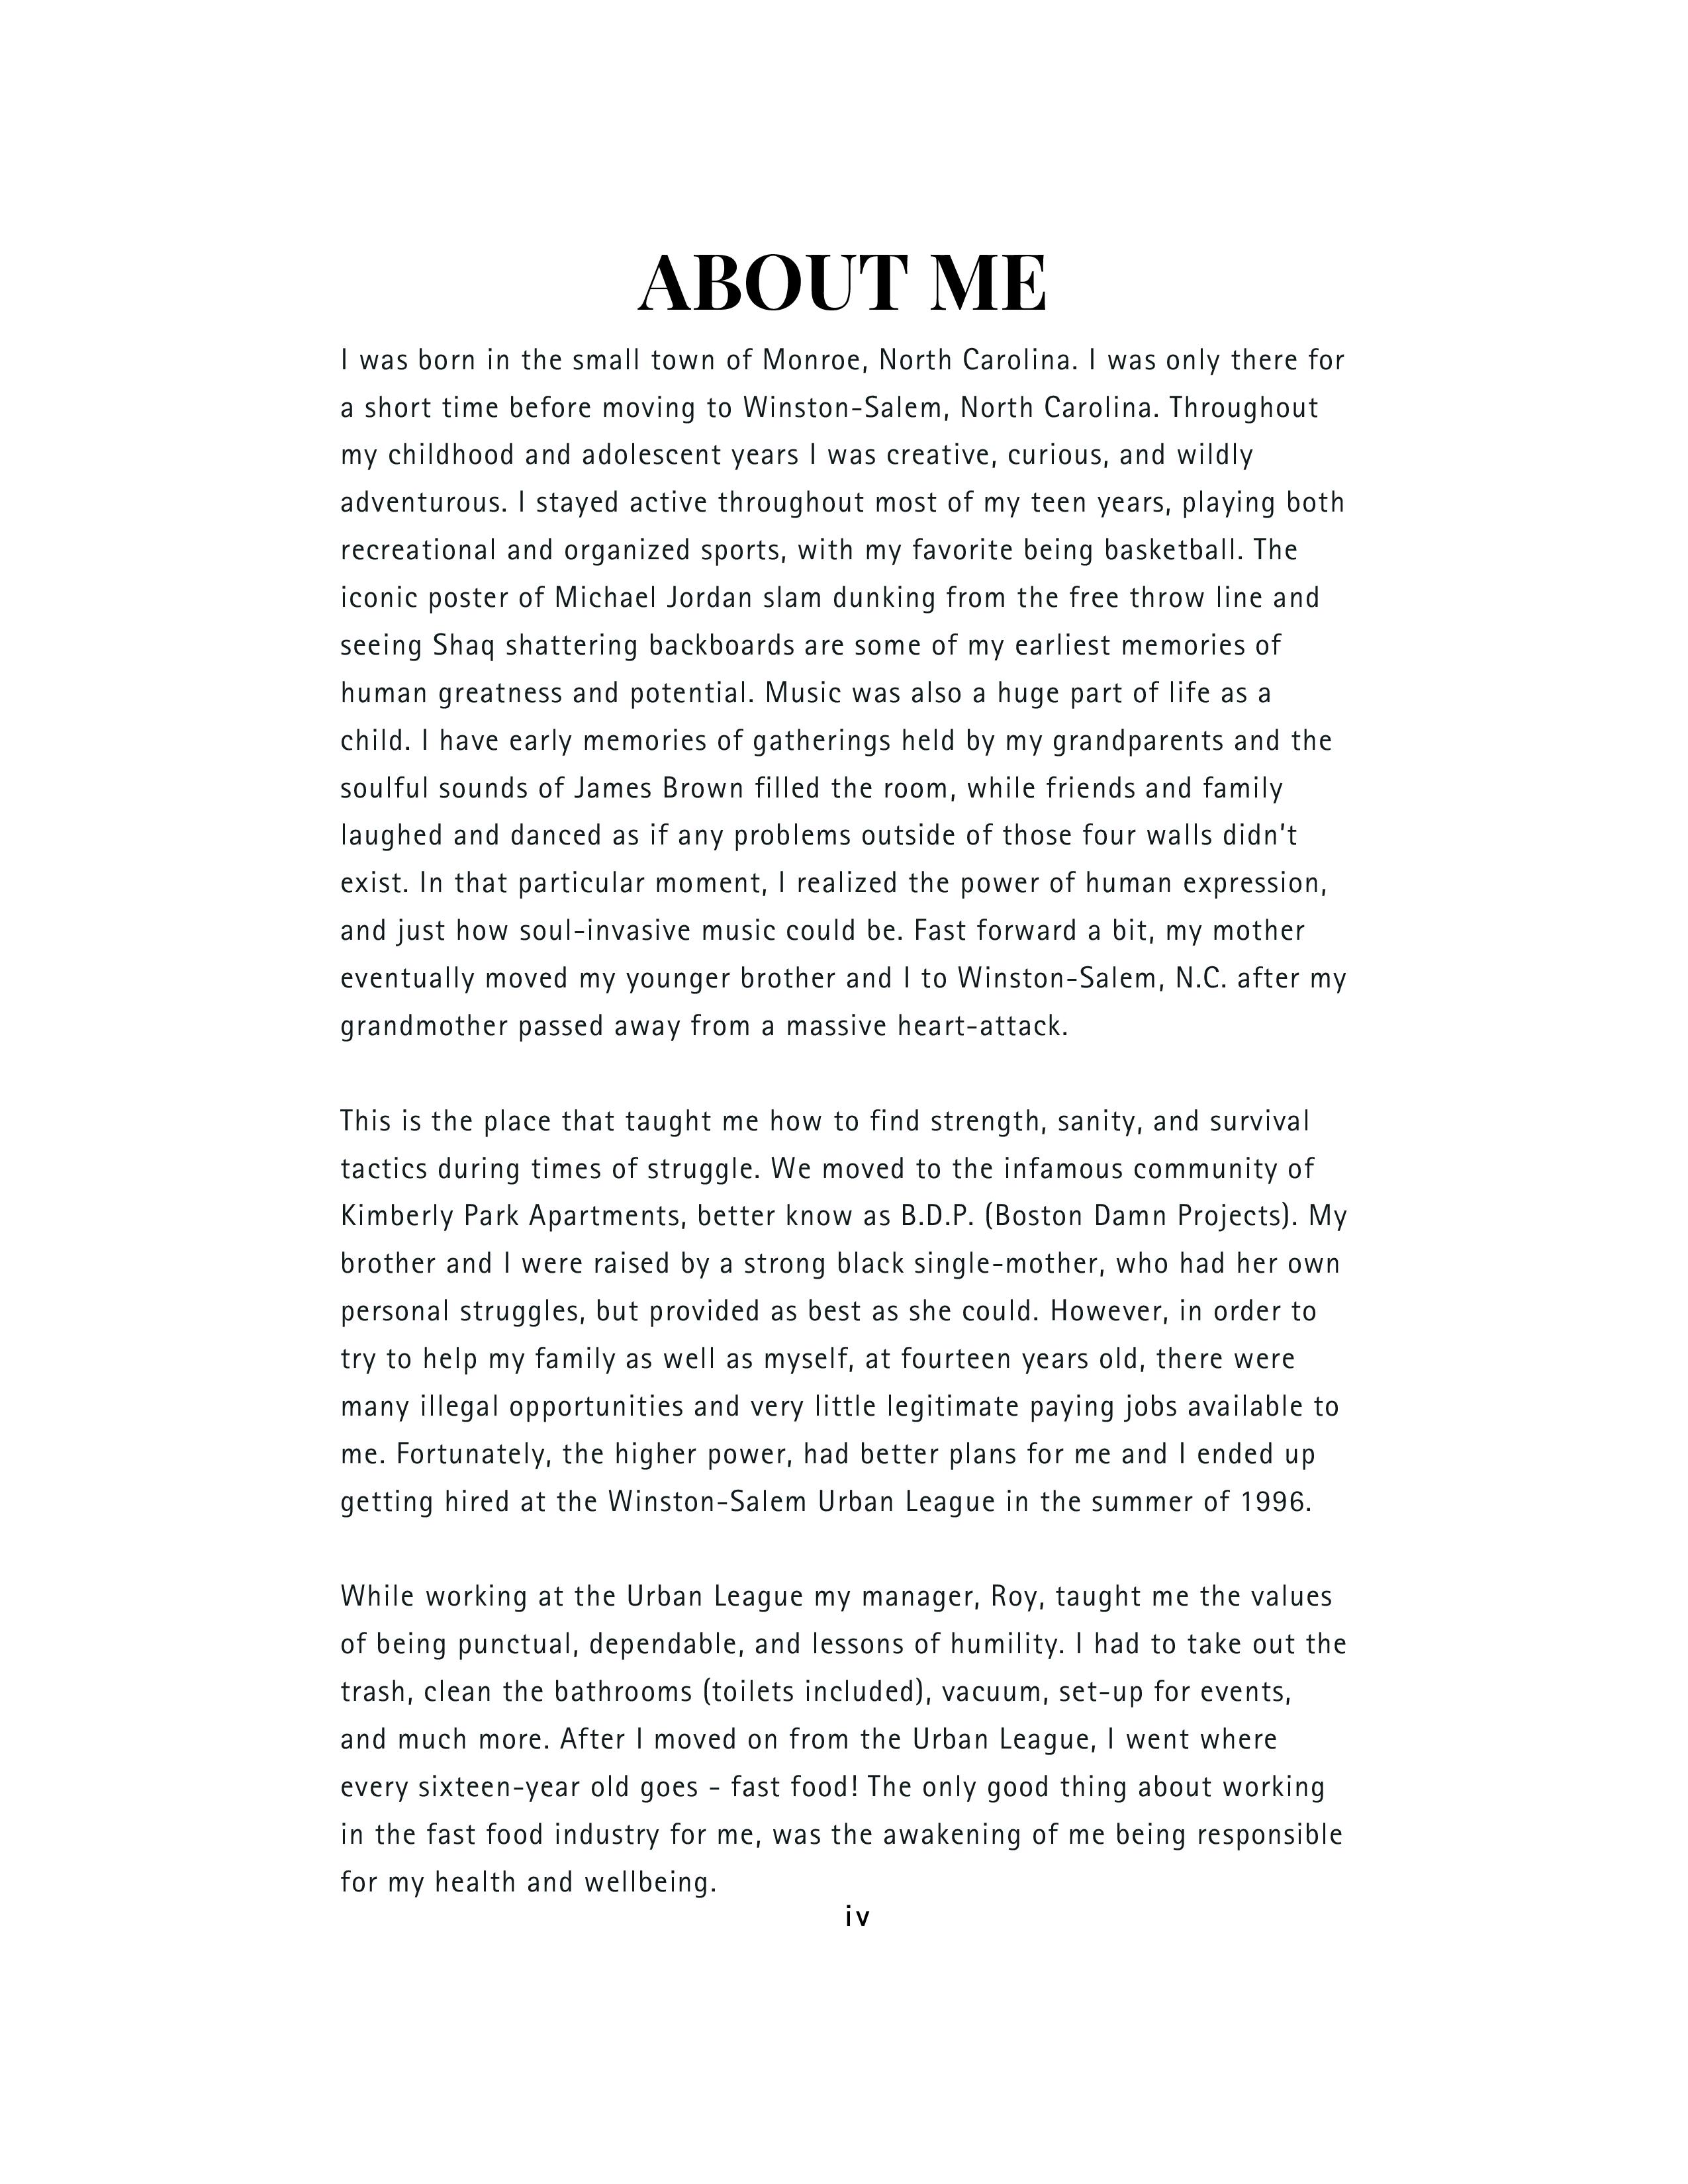 ABOUT ME
I was born in the small town of Monroe, North Carolina. I was only there for
a short time before moving to Winston-Salem, North Carolina. Throughout
my childhood and adolescent years I was creative, curious, and wildly
adventurous. I stayed active throughout most of my teen years, playing both
recreational and organized sports, with my favorite being basketball. The
iconic poster of Michael Jordan slam dunking from the free throw line and
seeing Shaq shattering backboards are some of my earliest memories of
human greatness and potential. Music was also a huge part of life as a
child. I have early memories of gatherings held by my grandparents and the
soulful sounds of James Brown filled the room, while friends and family
laughed and danced as if any problems outside of those four walls didn’t
exist. In that particular moment, I realized the power of human expression,
and just how soul-invasive music could be. Fast forward a bit, my mother
eventually moved my younger brother and I to Winston-Salem, N.C. after my
grandmother passed away from a massive heart-attack.
This is the place that taught me how to find strength, sanity, and survival
tactics during times of struggle. We moved to the infamous community of
Kimberly Park Apartments, better know as B.D.P. (Boston Damn Projects). My
brother and I were raised by a strong black single-mother, who had her own
personal struggles, but provided as best as she could. However, in order to
try to help my family as well as myself, at fourteen years old, there were
many illegal opportunities and very little legitimate paying jobs available to
me. Fortunately, the higher power, had better plans for me and I ended up
getting hired at the Winston-Salem Urban League in the summer of 1996.
While working at the Urban League my manager, Roy, taught me the values
of being punctual, dependable, and lessons of humility. I had to take out the
trash, clean the bathrooms (toilets included), vacuum, set-up for events,
and much more. After I moved on from the Urban League, I went where
every sixteen-year old goes - fast food! The only good thing about working
in the fast food industry for me, was the awakening of me being responsible
for my health and wellbeing.
iv